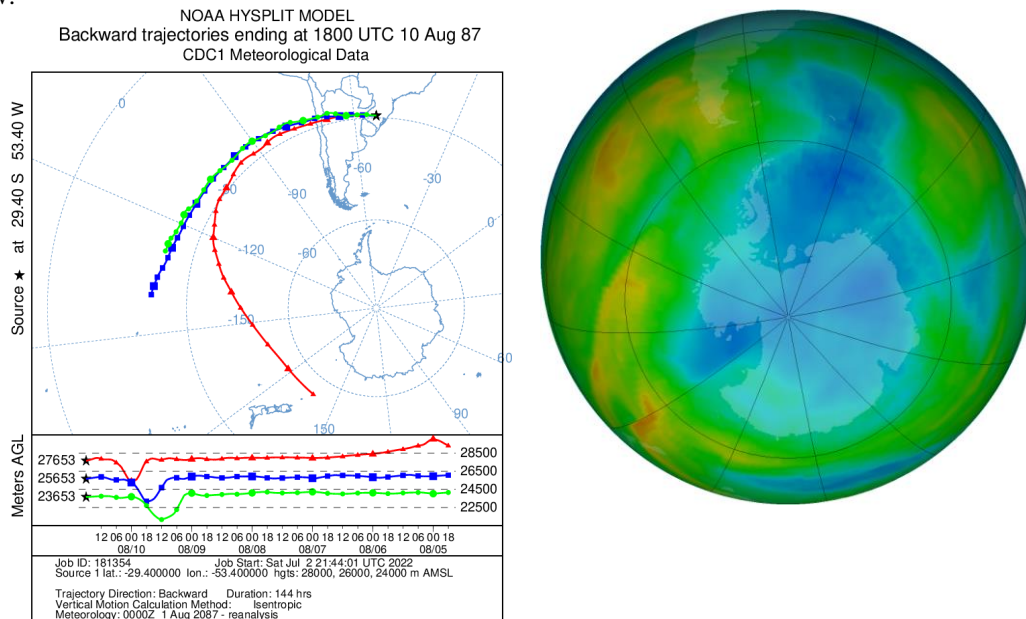 NOAA HYSPLIT MODEL
Backward trajectories ending at 1800 UTC 10 Aug 87
CDC1 Meteorological Data
Source ★ at 29.40 S 53.40 W
0
-30
-60
0
-90
-90
-60
-120
-150
60
90
150
Meters AGL
27653
25653
23653
28500
26500
24500
22500
12 06 00 18 12 06 00 18 12 06 00 18 12 06 00 18 12 06 00 18 12 06 00 18
08/10 08/09 08/08 08/07 08/06 08/05
Job ID: 181354 Job Start: Sat Jul 2 21:44:01 UTC 2022
Source 1 lat.: -29.400000 lon.: -53.400000 hgts: 28000, 26000, 24000 m AMSL
Trajectory Direction: Backward Duration: 144 hrs
Vertical Motion Calculation Method: Isentropic
Meteorology: 0000Z 1 Aug 2087 - reanalysis